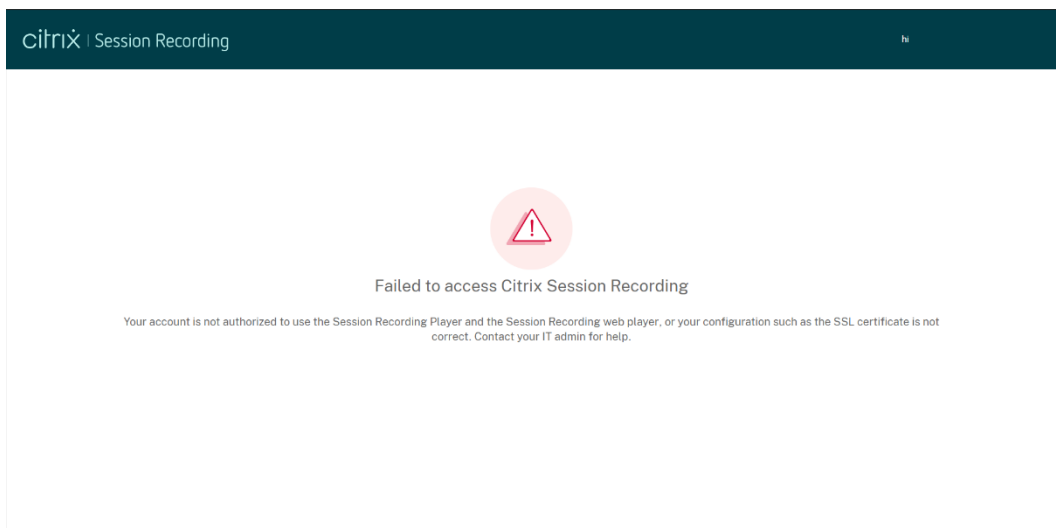 citrix | Session Recording
hi
Failed to access Citrix Session Recording
Your account is not authorized to use the Session Recording Player and the Session Recording web player, or your configuration such as the SSL certificate is not
correct. Contact your IT admin for help.